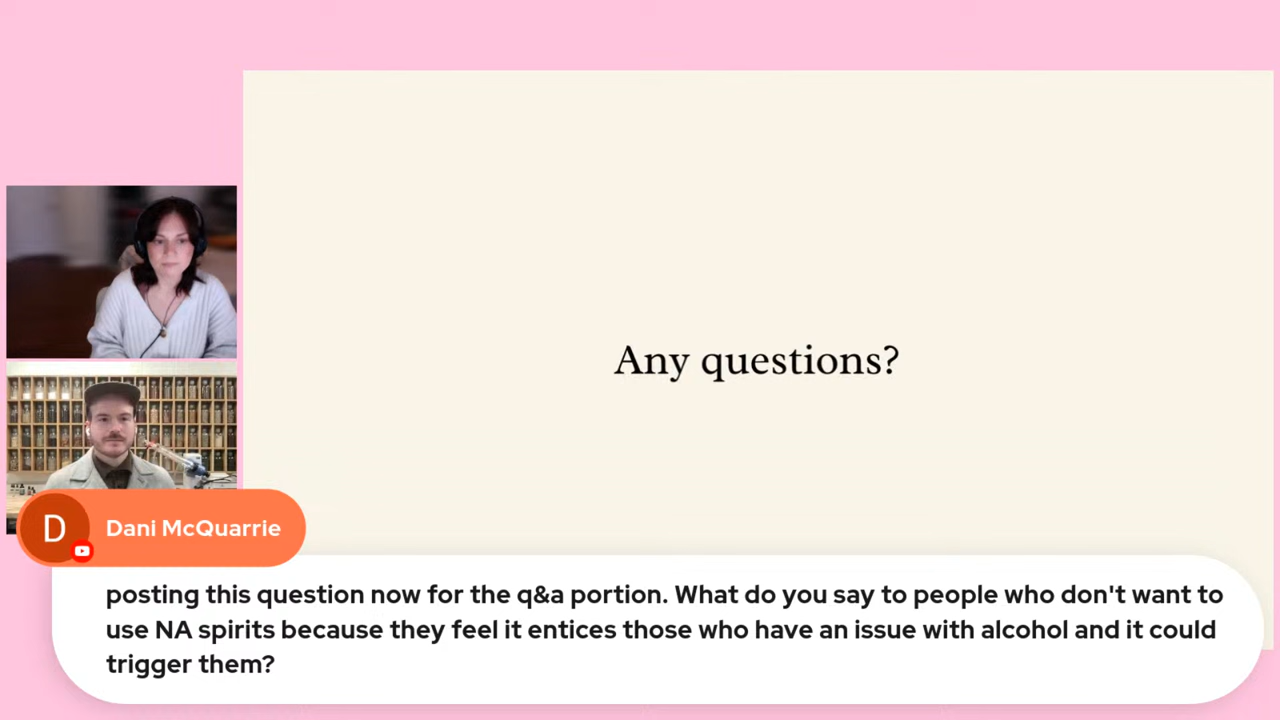 Any questions?
D
Dani McQuarrie
posting this question now for the q&a portion. What do you say to people who don't want to
use NA spirits because they feel it entices those who have an issue with alcohol and it could
trigger them?